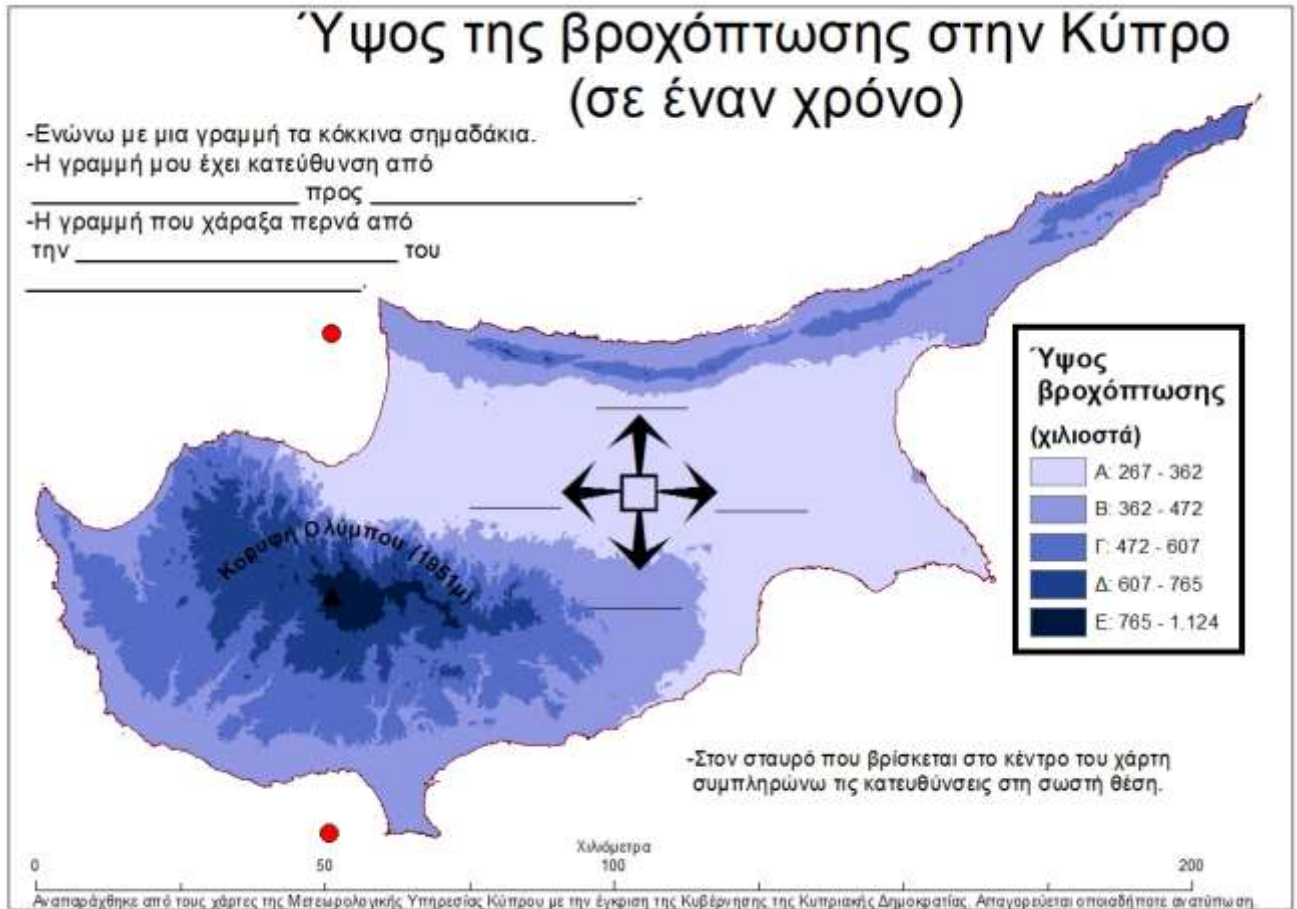 Ύψος της βροχόπτωσης στην Κύπρο
(σε έναν χρόνο)
-Ενώνω με μια γραμμή τα κόκκινα σημαδάκια.
-Η γραμμή μου έχει κατεύθυνση από
προς .
-Η γραμμή που χάραξα περνά από
την του
.
Ύψος
βροχόπτωσης
(χιλιοστά)
Α: 267 - 362
Β: 362 - 472
Γ: 472 - 607
Δ: 607 - 765
Ε: 765 - 1.124
Κορυφή Ολύμπου (1951μ)
-Στον σταυρό που βρίσκεται στο κέντρο του χάρτη
συμπληρώνω τις κατευθύνσεις στη σωστή θέση.
Χιλιόμετρα
0 50 100 200
Αναπαράχθηκε από τους χάρτες της Μετεωρολογικής Υπηρεσίας Κύπρου με την έγκριση της Κυβέρνησης της Κυπριακής Δημοκρατίας. Απαγορεύεται οποιαδήποτε ανατύπωση.